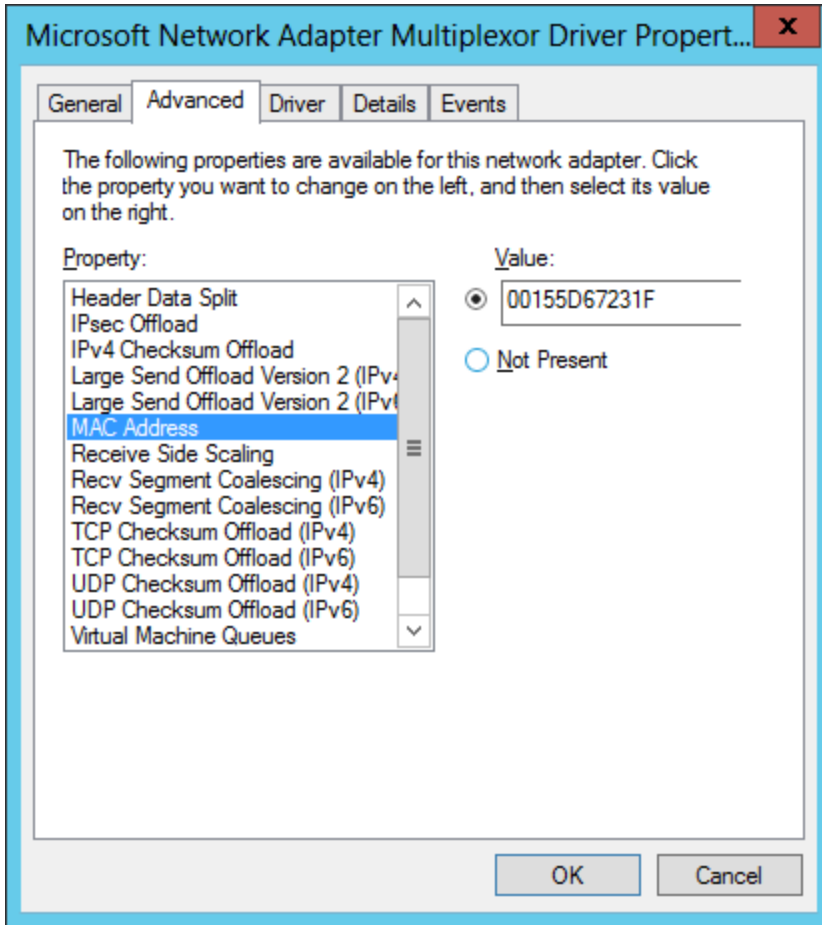 Microsoft Network Adapter Multiplexor Driver Propert...
x
General
Advanced
Driver
Details
Events
The following properties are available for this network adapter. Click
the property you want to change on the left, and then select its value
on the right.
Property:
Value:
Header Data Split
IPsec Offload
IPv4 Checksum Offload
Large Send Offload Version 2 (IPv4
Large Send Offload Version 2 (IPv6
MAC Address
Receive Side Scaling
Recv Segment Coalescing (IPv4)
Recv Segment Coalescing (IPv6)
TCP Checksum Offload (IPv4)
TCP Checksum Offload (IPv6)
UDP Checksum Offload (IPv4)
UDP Checksum Offload (IPv6)
Virtual Machine Queues
00155D67231F
Not Present
OK
Cancel